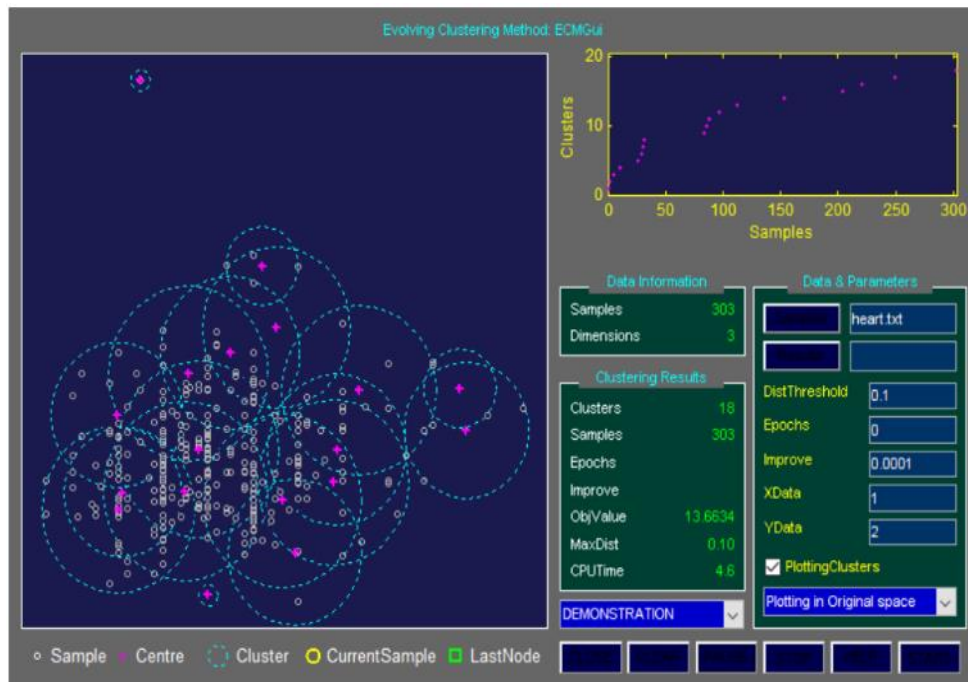 Evolving Clustering Method: ECMGui
20
10
0
Clusters
0 50 100 150 200 250 300
Samples
Data Information
Samples 303
Dimensions 3
Clustering Results
Clusters 18
Samples 303
Epochs
Improve
ObjValue 13.6634
MaxDist 0.10
CPUTime 4.6
DEMONSTRATION
Data & Parameters
heart.txt
DistThreshold 0.1
Epochs 0
Improve 0.0001
XData 1
YData 2
PlottingClusters
Plotting in Original space
Sample Centre Cluster CurrentSample LastNode